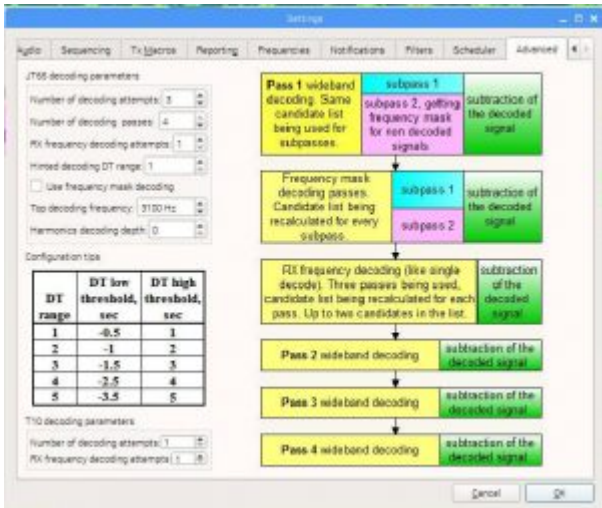 Settings
Audio Sequencing Tx Macros Reporting Frequencies Notifications Filters Scheduler Advanced
JT65 decoding parameters
Number of decoding attempts: 3
Number of decoding passes: 4
RX frequency decoding attempts: 1
Hinted decoding DT range: 1
Use frequency mask decoding
Top decoding frequency: 3100 Hz
Harmonics decoding depth: 0
Configuration tips
DT range
DT low threshold, sec
DT high threshold, sec
1 -0.5 1
2 -1 2
3 -1.5 3
4 -2.5 4
5 -3.5 5
T10 decoding parameters
Number of decoding attempts: 1
RX frequency decoding attempts: 1
Pass 1 wideband
decoding. Same
candidate list
being used for
subpasses.
subpass 1
subpass 2, getting
frequency mask
for non decoded
signals
subtraction of
the decoded
signal
Frequency mask
decoding passes.
Candidate list being
recalculated for every
subpass.
subpass 1
subpass 2
subtraction of
the decoded
signal
RX frequency decoding (like single
decode). Three passes being used,
candidate list being recalculated for each
pass. Up to two candidates in the list.
subtraction
of the
decoded
signal
Pass 2 wideband decoding
subtraction of the
decoded signal
Pass 3 wideband decoding
subtraction of the
decoded signal
Pass 4 wideband decoding
subtraction of the
decoded signal
Cancel
OK